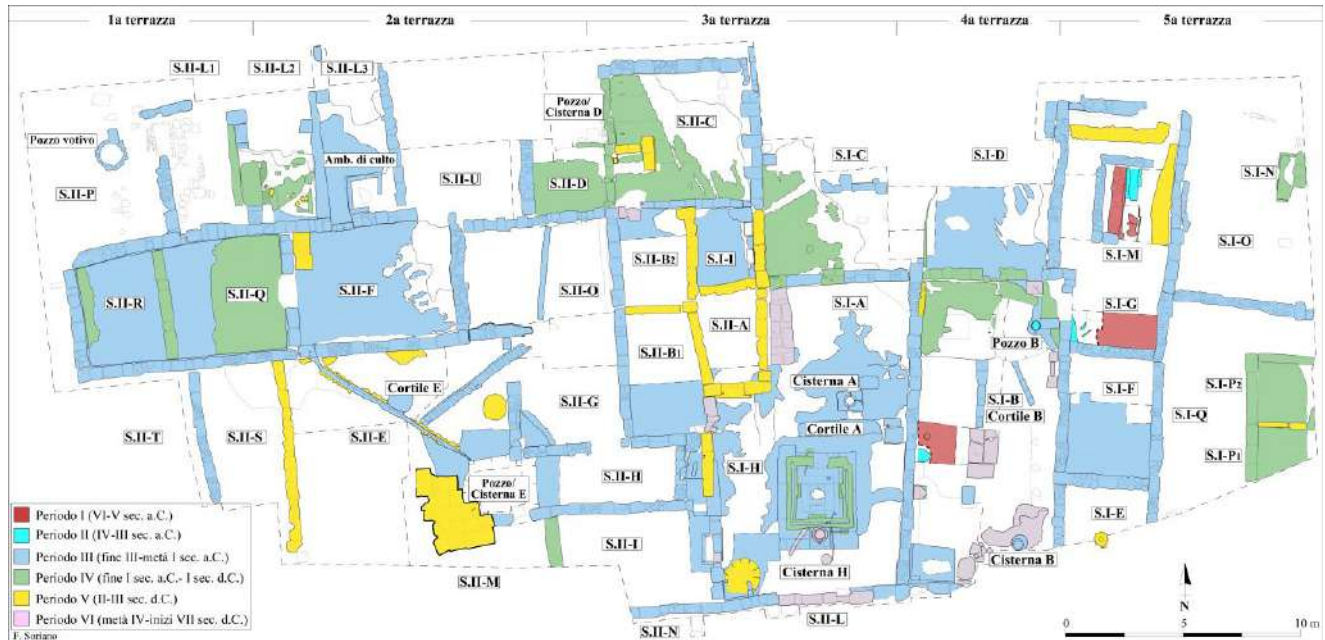 1a terrazza
2a terrazza
3a terrazza
4a terrazza
5a terrazza
S.II-L1
S.II-L2
S.II-L3
Pozzo votivo
S.II-P
Amb. di culto
S.II-U
Pozzo/
Cisterna D
S.II-C
S.II-D
S.I-C
S.I-D
S.I-N
S.I-O
S.I-M
S.II-R
S.II-Q
S.II-F
S.II-O
S.II-B2
S.I-I
S.II-A
S.I-A
S.I-G
Pozzo B
S.II-B1
Cisterna A
Cortile A
S.I-B
Cortile B
S.I-F
S.I-P2
S.I-Q
S.I-P1
Cortile E
S.II-G
S.II-T
S.II-S
S.II-E
S.II-H
S.I-H
Pozzo/
Cisterna E
S.II-I
S.I-E
Cisterna H
Cisterna B
S.II-M
S.II-N
S.II-L
Periodo I (VI-V sec. a.C.)
Periodo II (IV-III sec. a.C.)
Periodo III (fine III-metà I sec. a.C.)
Periodo IV (fine I sec. a.C.- I sec. d.C.)
Periodo V (II-III sec. d.C.)
Periodo VI (metà IV-inizi VII sec. d.C.)
F. Soriano
N
0 5 10 m